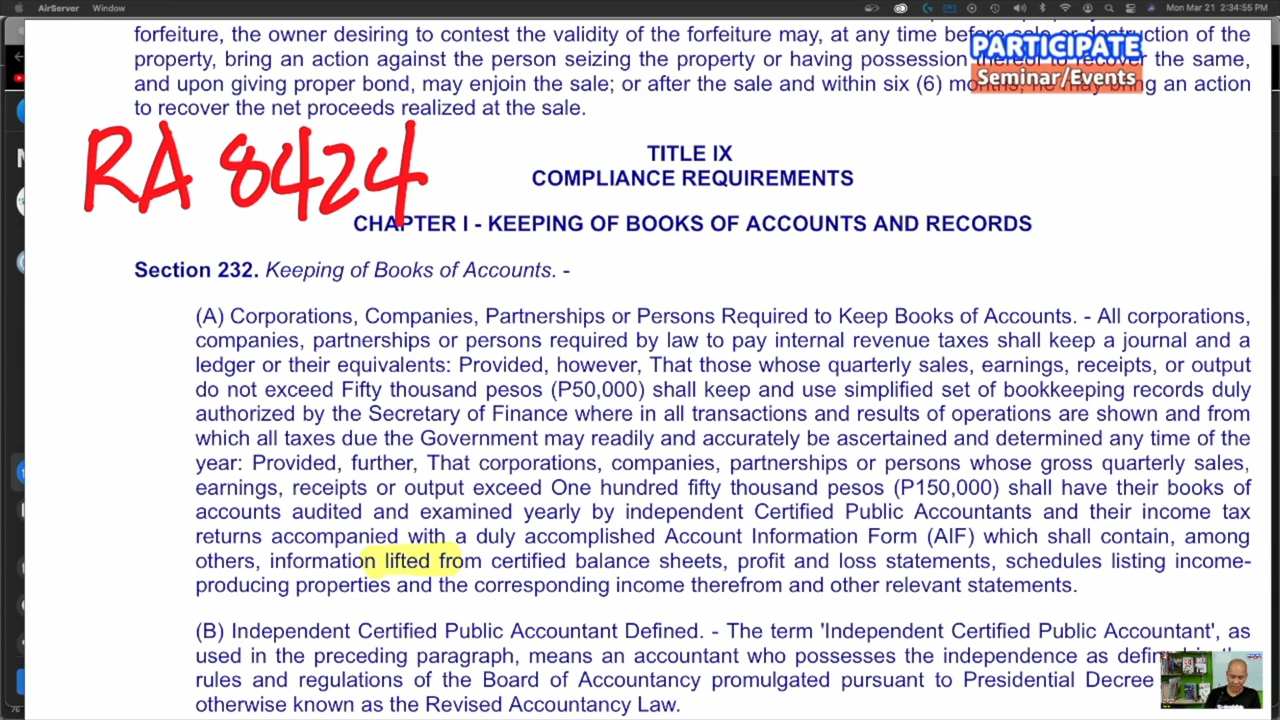 AirServer Window
Mon Mar 21 2:34:55
forfeiture, the owner desiring to contest the validity of the forfeiture may, at any time before sale or destruction of the
PARTICIPATE
property, bring an action against the person seizing the property or having possession thereof to recover the same,
Seminar/Events
and upon giving proper bond, may enjoin the sale; or after the sale and within six (6) months, he may bring an action
to recover the net proceeds realized at the sale.
RA 8424
TITLE IX
COMPLIANCE REQUIREMENTS
CHAPTER I - KEEPING OF BOOKS OF ACCOUNTS AND RECORDS
Section 232. Keeping of Books of Accounts. -
(A) Corporations, Companies, Partnerships or Persons Required to Keep Books of Accounts. - All corporations,
companies, partnerships or persons required by law to pay internal revenue taxes shall keep a journal and a
ledger or their equivalents: Provided, however, That those whose quarterly sales, earnings, receipts, or output
do not exceed Fifty thousand pesos (P50,000) shall keep and use simplified set of bookkeeping records duly
authorized by the Secretary of Finance where in all transactions and results of operations are shown and from
which all taxes due the Government may readily and accurately be ascertained and determined any time of the
year: Provided, further, That corporations, companies, partnerships or persons whose gross quarterly sales,
earnings, receipts or output exceed One hundred fifty thousand pesos (P150,000) shall have their books of
accounts audited and examined yearly by independent Certified Public Accountants and their income tax
returns accompanied with a duly accomplished Account Information Form (AIF) which shall contain, among
others, information lifted from certified balance sheets, profit and loss statements, schedules listing income-
producing properties and the corresponding income therefrom and other relevant statements.
(B) Independent Certified Public Accountant Defined. - The term 'Independent Certified Public Accountant', as
used in the preceding paragraph, means an accountant who possesses the independence as defined in the
rules and regulations of the Board of Accountancy promulgated pursuant to Presidential Decree
otherwise known as the Revised Accountancy Law.